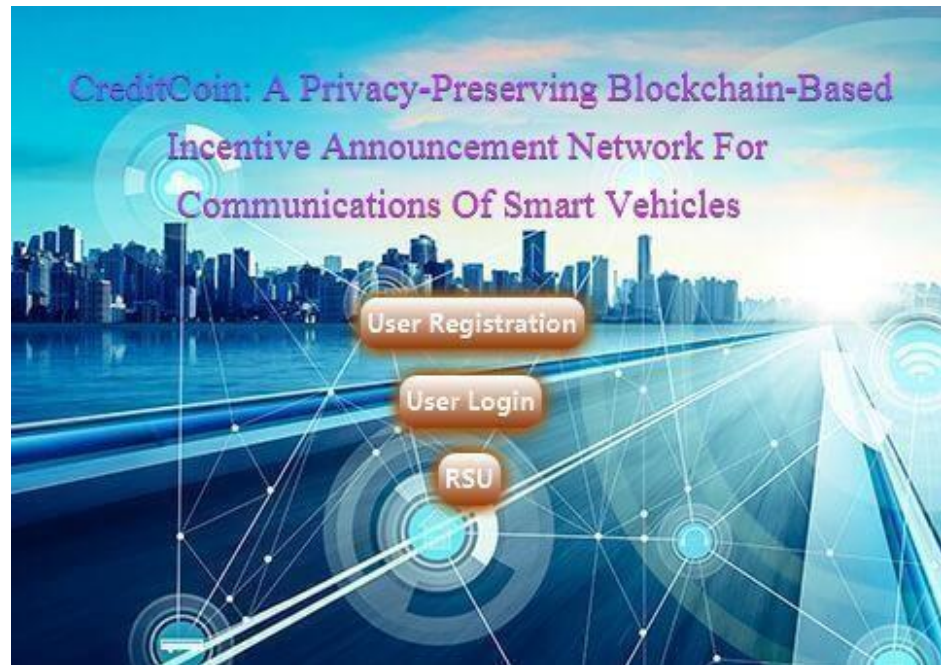 CreditCoin: A Privacy-Preserving Blockchain-Based
Incentive Announcement Network For
Communications Of Smart Vehicles
User Registration
User Login
RSU